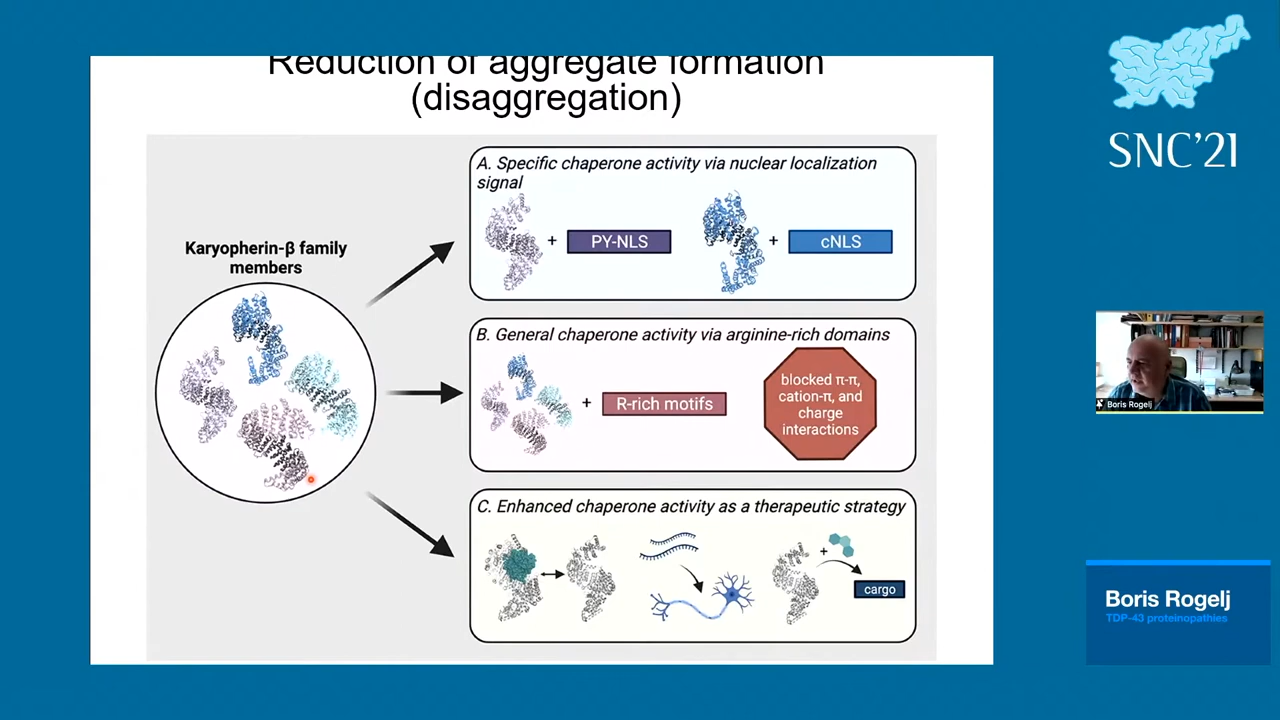 Reduction of aggregate formation
(disaggregation)
Karyopherin-β family
members
A. Specific chaperone activity via nuclear localization
signal
+ PY-NLS
+ cNLS
B. General chaperone activity via arginine-rich domains
+ R-rich motifs
blocked π-π,
cation-π, and
charge
interactions
C. Enhanced chaperone activity as a therapeutic strategy
+
cargo
SNC'21
Boris Rogelj
Boris Rogelj
TDP-43 proteinopathies